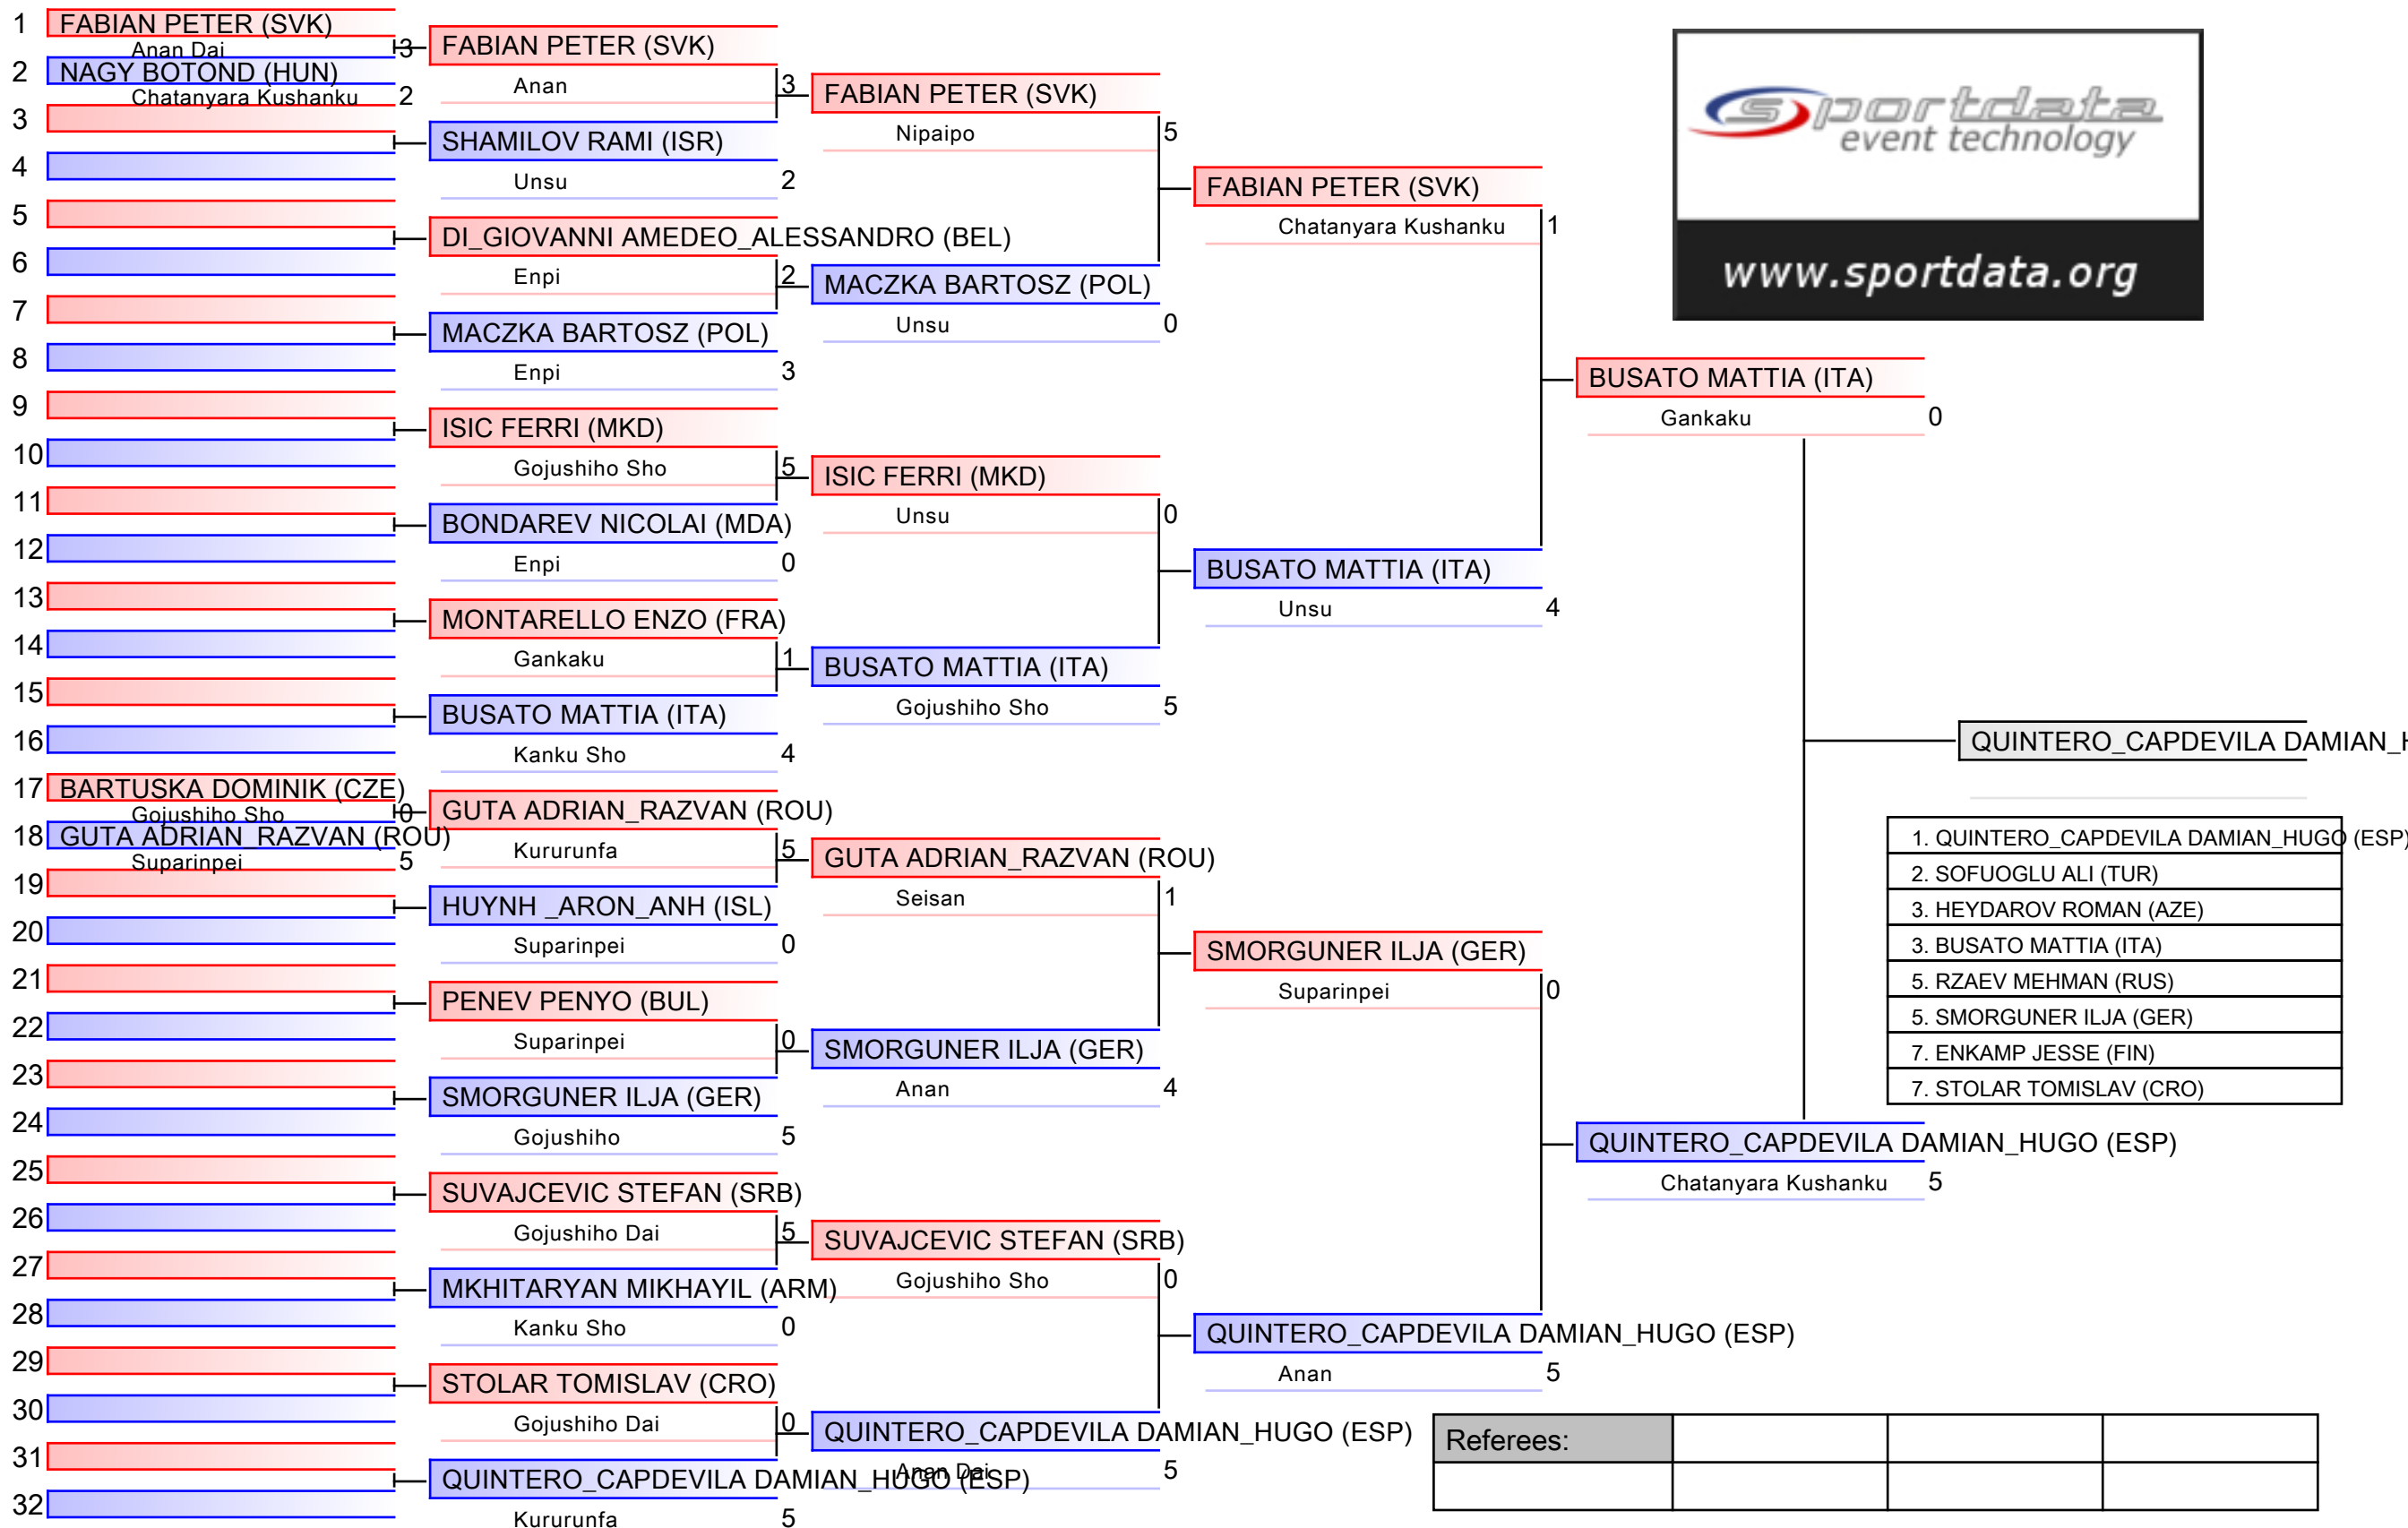 1 FABIAN PETER (SVK)
Anan Dai 3
2 NAGY BOTOND (HUN)
Chatanyara Kushanku 2
3
4
5
6
7
8
9
10
11
12
13
14
15
16
17 BARTUSKA DOMINIK (CZE)
Gojushiho Sho 0
18 GUTA ADRIAN_RAZVAN (ROU)
Suparinpei 5
19
20
21
22
23
24
25
26
27
28
29
30
31
32
FABIAN PETER (SVK)
Anan 3
SHAMILOV RAMI (ISR)
Unsu 2
DI_GIOVANNI AMEDEO_ALESSANDRO (BEL)
Enpi 2
MACZKA BARTOSZ (POL)
Enpi 3
ISIC FERRI (MKD)
Gojushiho Sho 5
BONDAREV NICOLAI (MDA)
Enpi 0
MONTARELLO ENZO (FRA)
Gankaku 1
BUSATO MATTIA (ITA)
Kanku Sho 4
GUTA ADRIAN_RAZVAN (ROU)
Kururunfa 5
HUYNH _ARON_ANH (ISL)
Suparinpei 0
PENEV PENYO (BUL)
Suparinpei 0
SMORGUNER ILJA (GER)
Gojushiho 5
SUVAJCEVIC STEFAN (SRB)
Gojushiho Dai 5
MKHITARYAN MIKHAYIL (ARM)
Kanku Sho 0
STOLAR TOMISLAV (CRO)
Gojushiho Dai 0
QUINTERO_CAPDEVILA DAMIAN_HUGO (ESP)
Kururunfa 5
FABIAN PETER (SVK)
Nipaipo 5
MACZKA BARTOSZ (POL)
Unsu 0
ISIC FERRI (MKD)
Unsu 0
BUSATO MATTIA (ITA)
Gojushiho Sho 5
GUTA ADRIAN_RAZVAN (ROU)
Seisan 1
SMORGUNER ILJA (GER)
Anan 4
SUVAJCEVIC STEFAN (SRB)
Gojushiho Sho 0
QUINTERO_CAPDEVILA DAMIAN_HUGO (ESP)
Anan Dai 5
FABIAN PETER (SVK)
Chatanyara Kushanku 1
BUSATO MATTIA (ITA)
Unsu 4
SMORGUNER ILJA (GER)
Suparinpei 0
QUINTERO_CAPDEVILA DAMIAN_HUGO (ESP)
Anan 5
BUSATO MATTIA (ITA)
Gankaku 0
QUINTERO_CAPDEVILA DAMIAN_HUGO (ESP)
Chatanyara Kushanku 5
sportdata
event technology
www.sportdata.org
QUINTERO_CAPDEVILA DAMIAN_H
1. QUINTERO_CAPDEVILA DAMIAN_HUGO (ESP)
2. SOFUOGLU ALI (TUR)
3. HEYDAROV ROMAN (AZE)
3. BUSATO MATTIA (ITA)
5. RZAEV MEHMAN (RUS)
5. SMORGUNER ILJA (GER)
7. ENKAMP JESSE (FIN)
7. STOLAR TOMISLAV (CRO)
Referees: